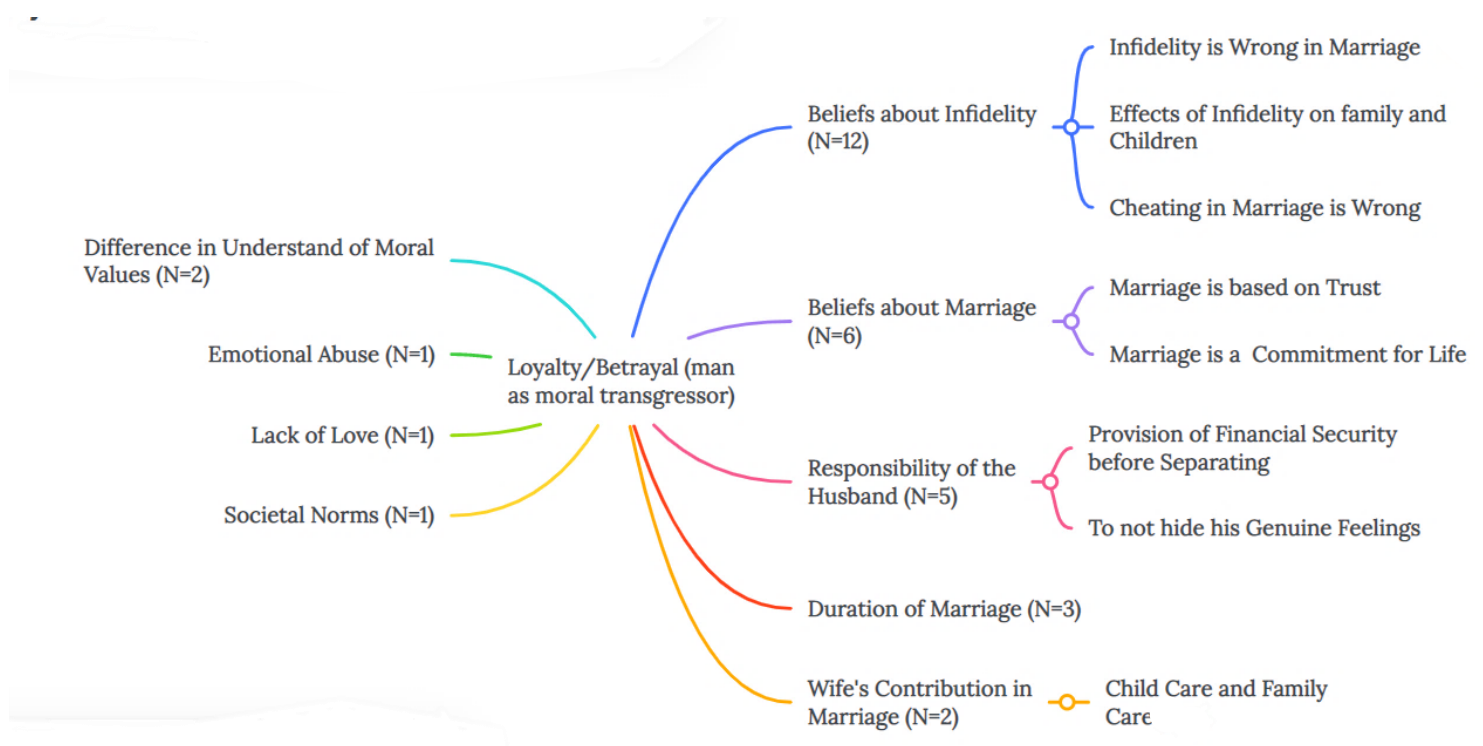 Loyalty/Betrayal (man
as moral transgressor)
Beliefs about Infidelity
(N=12)
Infidelity is Wrong in Marriage
Effects of Infidelity on family and
Children
Cheating in Marriage is Wrong
Beliefs about Marriage
(N=6)
Marriage is based on Trust
Marriage is a Commitment for Life
Responsibility of the
Husband (N=5)
Provision of Financial Security
before Separating
To not hide his Genuine Feelings
Duration of Marriage (N=3)
Wife's Contribution in
Marriage (N=2)
Child Care and Family
Care
Difference in Understand of Moral
Values (N=2)
Emotional Abuse (N=1)
Lack of Love (N=1)
Societal Norms (N=1)